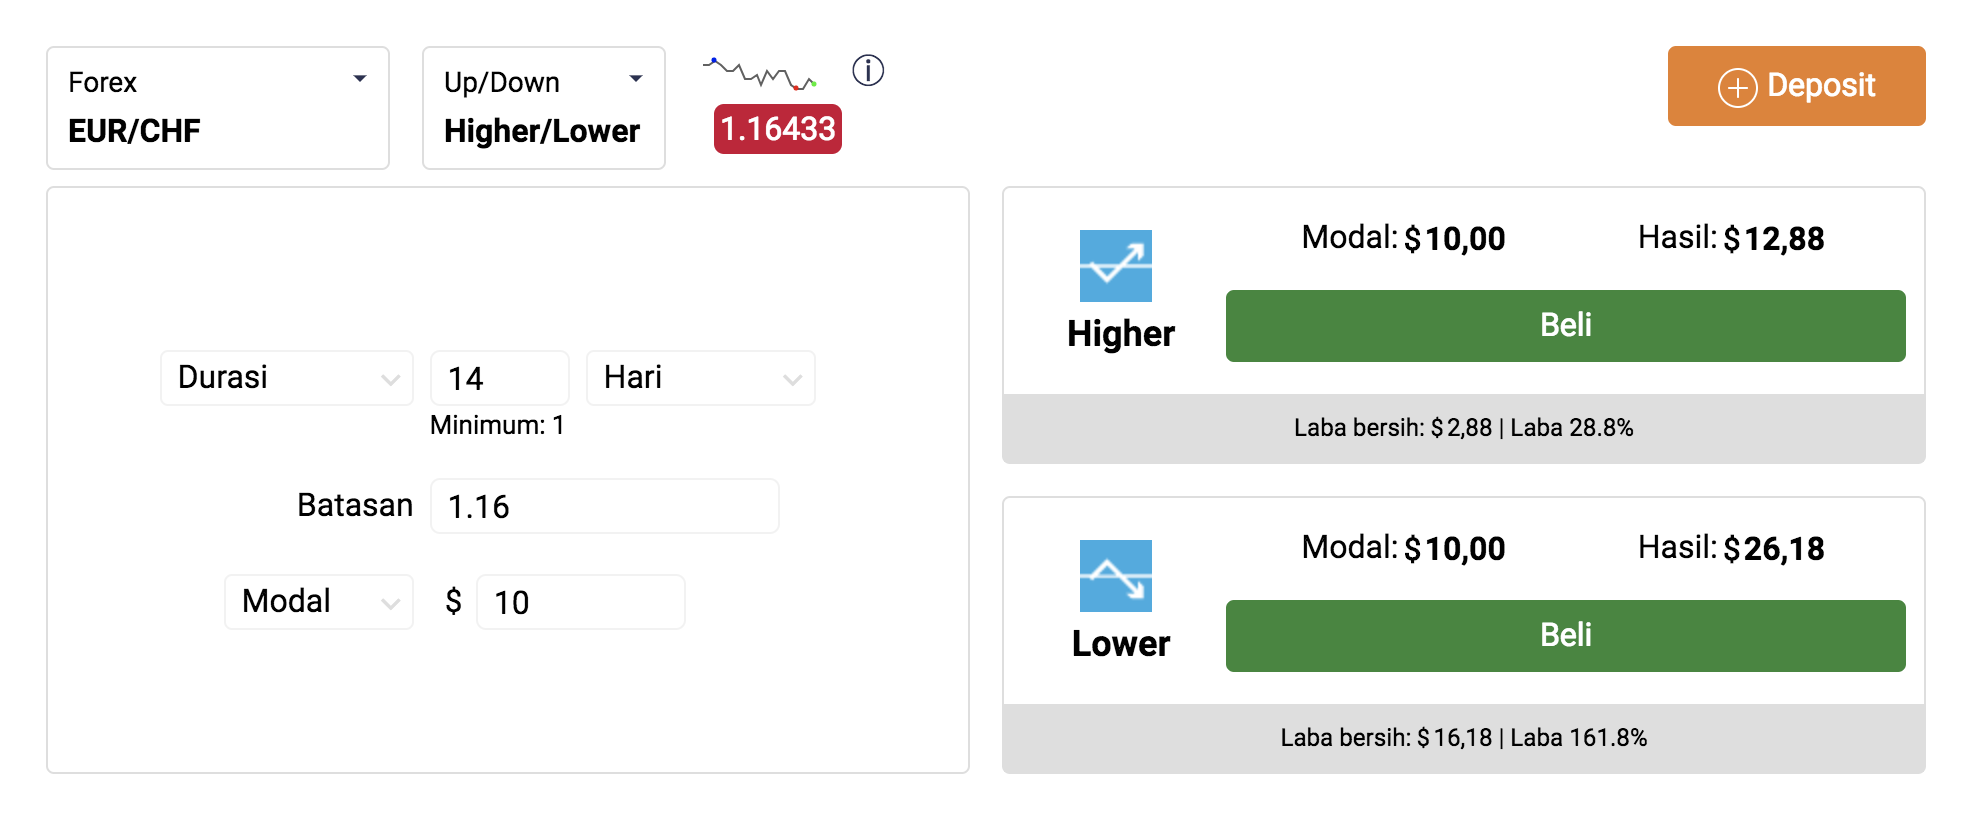 Forex
EUR/CHF
Up/Down
Higher/Lower
1.16433
Deposit
Durasi 14 Hari
Minimum: 1
Batasan 1.16
Modal $ 10
Modal: $10,00 Hasil: $12,88
Higher
Beli
Laba bersih: $2,88 | Laba 28.8%
Modal: $10,00 Hasil: $26,18
Lower
Beli
Laba bersih: $16,18 | Laba 161.8%